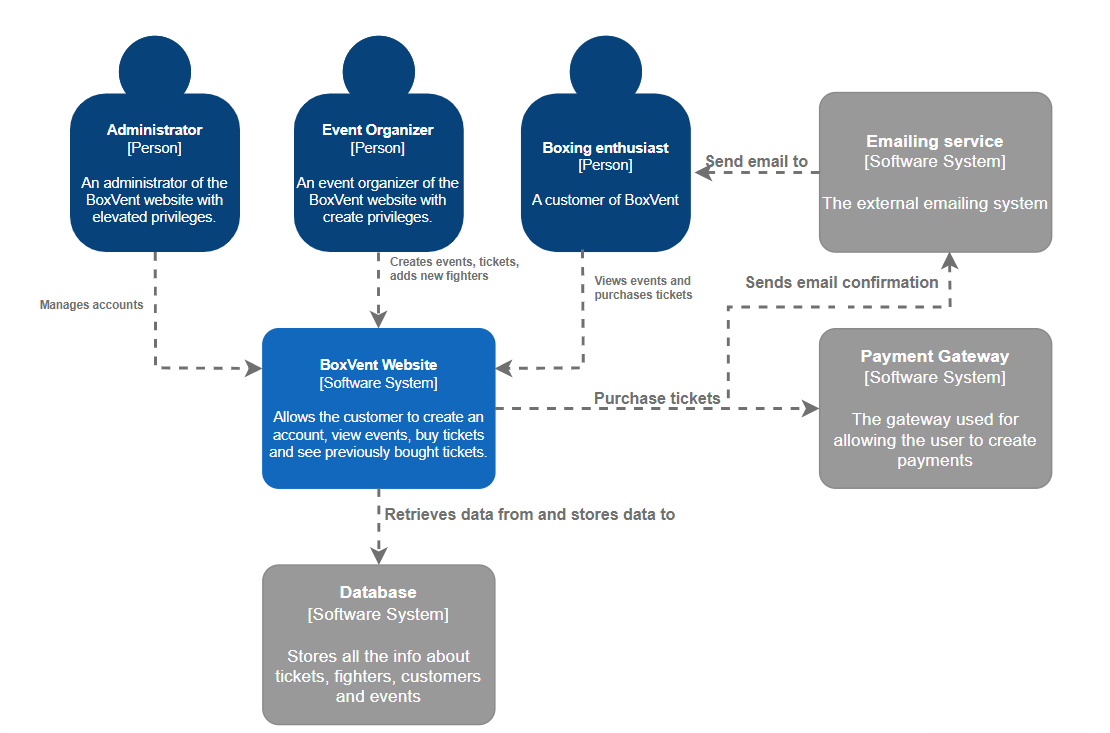 Administrator
[Person]
An administrator of the
BoxVent website with
elevated privileges.
Event Organizer
[Person]
An event organizer of the
BoxVent website with
create privileges.
Boxing enthusiast
[Person]
A customer of BoxVent
Send email to
Emailing service
[Software System]
The external emailing system
Manages accounts
Creates events, tickets,
adds new fighters
Views events and
purchases tickets
Sends email confirmation
BoxVent Website
[Software System]
Allows the customer to create an
account, view events, buy tickets
and see previously bought tickets.
Purchase tickets
Payment Gateway
[Software System]
The gateway used for
allowing the user to create
payments
Retrieves data from and stores data to
Database
[Software System]
Stores all the info about
tickets, fighters, customers
and events